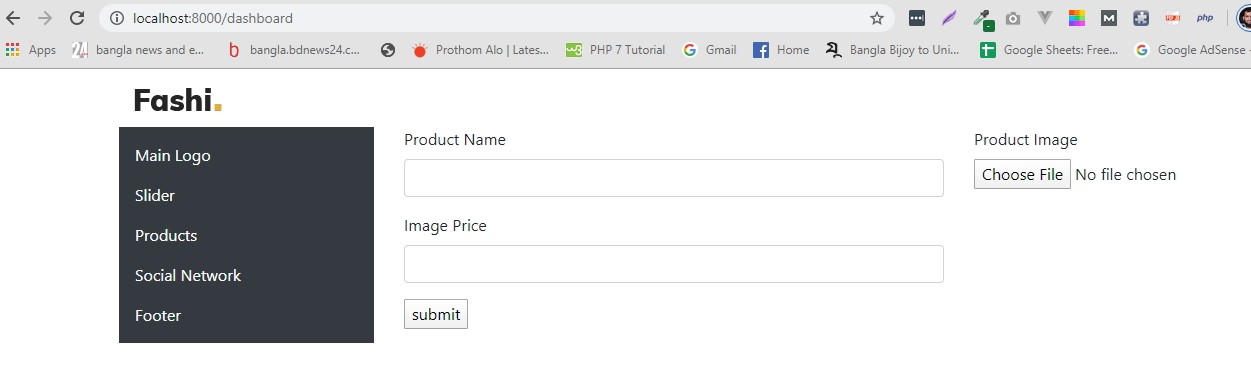 localhost:8000/dashboard
php
Apps bangla news and e... bangla.bdnews24.c... Prothom Alo | Lates... PHP 7 Tutorial Gmail Home Bangla Bijoy to Uni... Google Sheets: Free... Google AdSense -
Fashi.
Main Logo
Slider
Products
Social Network
Footer
Product Name
Image Price
submit
Product Image
Choose File No file chosen